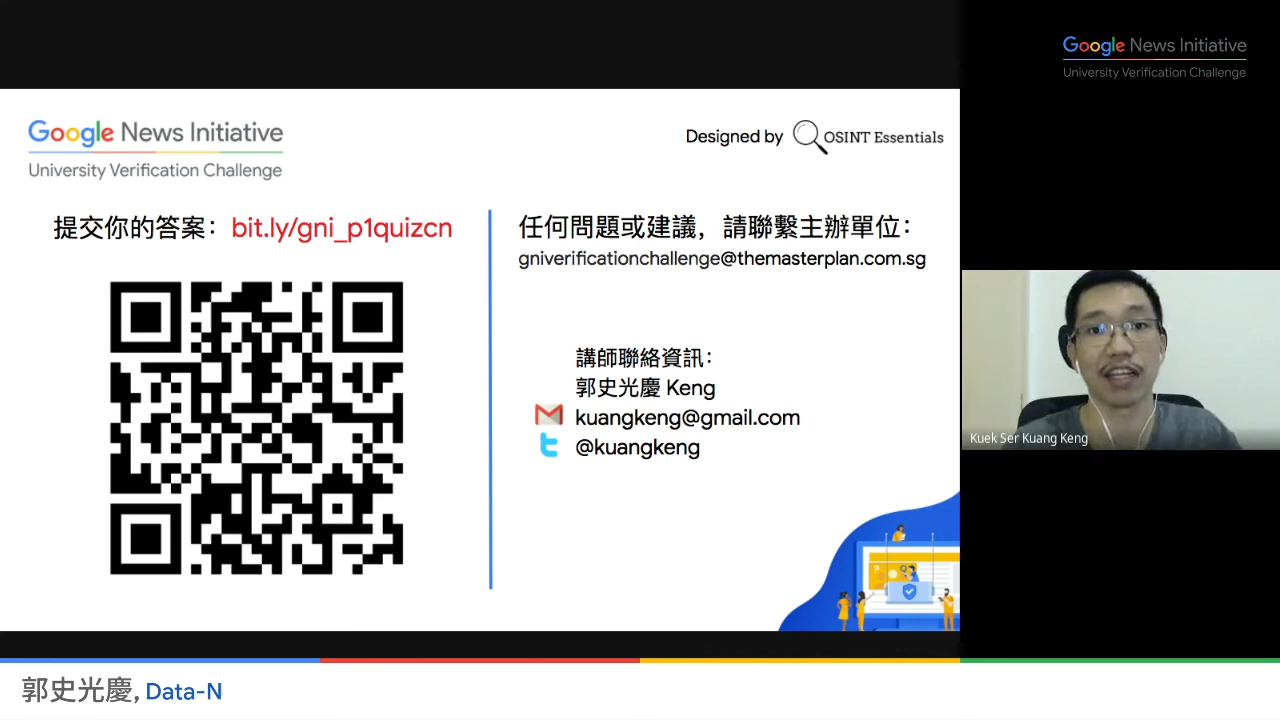 Google News Initiative
University Verification Challenge
Designed by OSINT Essentials
提交你的答案：bit.ly/gni_p1quizcn
任何問題或建議，請聯繫主辦單位：
gniverificationchallenge@themasterplan.com.sg
講師聯絡資訊：
郭史光慶 Keng
kuangkeng@gmail.com
@kuangkeng
Google News Initiative
University Verification Challenge
Kuek Ser Kuang Keng
郭史光慶, Data-N